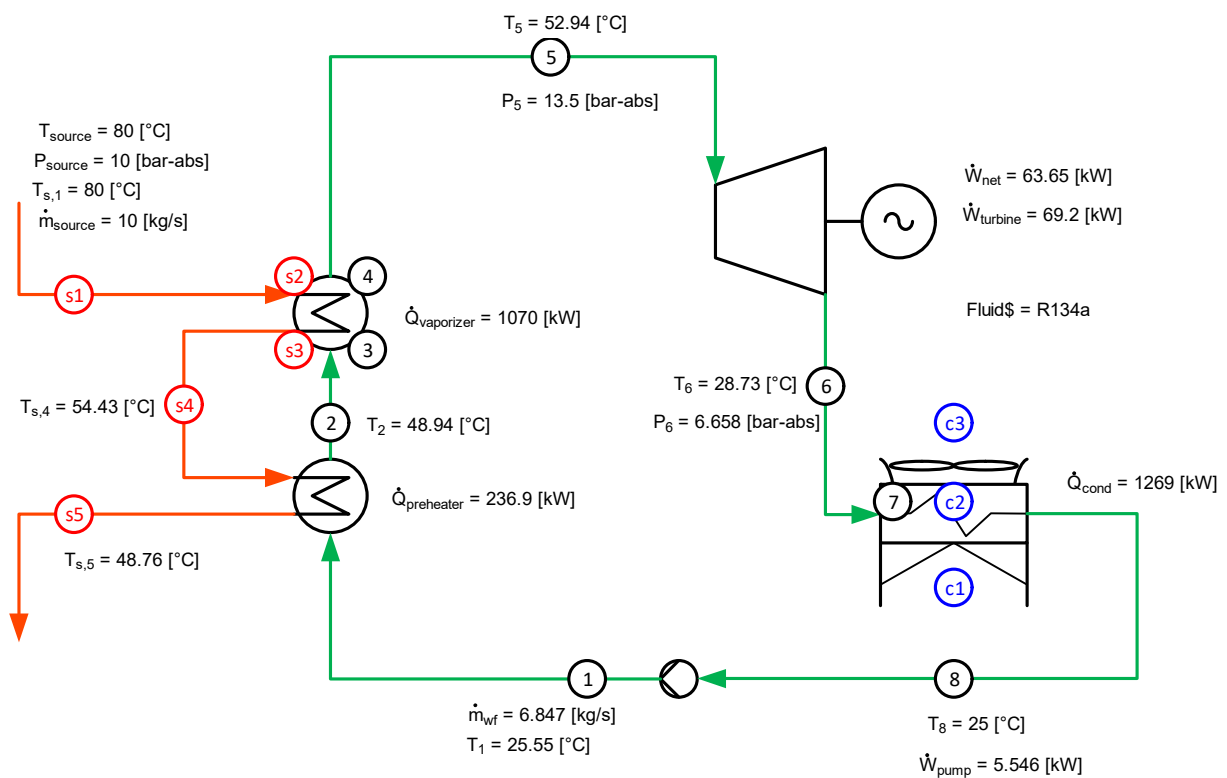 T5 = 52.94 [°C]
5
P5 = 13.5 [bar-abs]
Tsource = 80 [°C]
Psource = 10 [bar-abs]
Ts,1 = 80 [°C]
ṁsource = 10 [kg/s]
Ẇnet = 63.65 [kW]
Ẇturbine = 69.2 [kW]
s1
s2
4
s3
3
Q̇vaporizer = 1070 [kW]
Fluid$ = R134a
T6 = 28.73 [°C]
6
P6 = 6.658 [bar-abs]
Ts,4 = 54.43 [°C]
s4
2
T2 = 48.94 [°C]
c3
Q̇preheater = 236.9 [kW]
7
c2
Q̇cond = 1269 [kW]
s5
Ts,5 = 48.76 [°C]
c1
1
8
ṁwf = 6.847 [kg/s]
T1 = 25.55 [°C]
T8 = 25 [°C]
Ẇpump = 5.546 [kW]